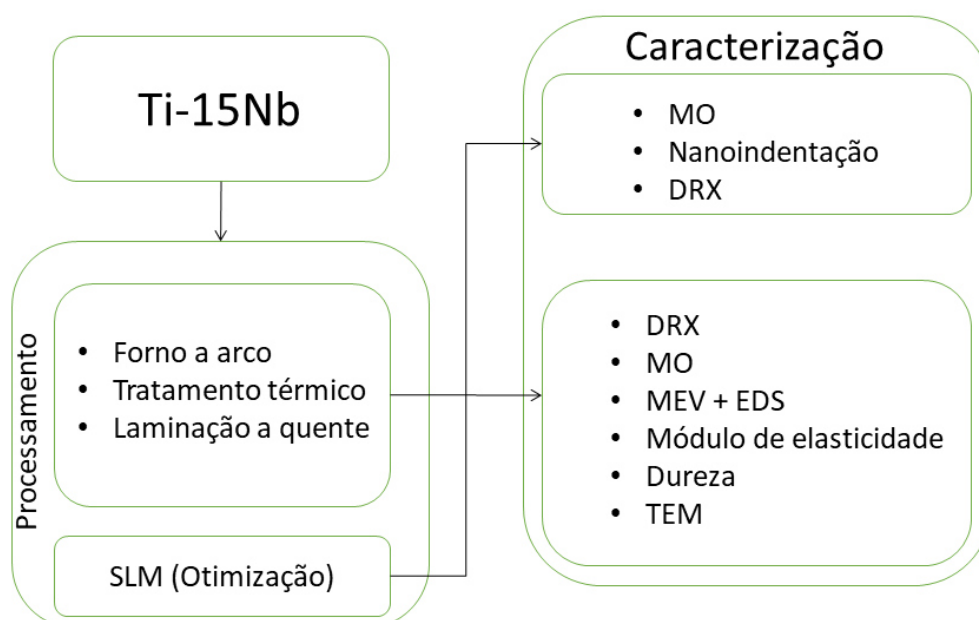 Ti-15Nb
Processamento
• Forno a arco
• Tratamento térmico
• Laminação a quente
SLM (Otimização)
Caracterização
• MO
• Nanoindentação
• DRX
• DRX
• MO
• MEV + EDS
• Módulo de elasticidade
• Dureza
• TEM